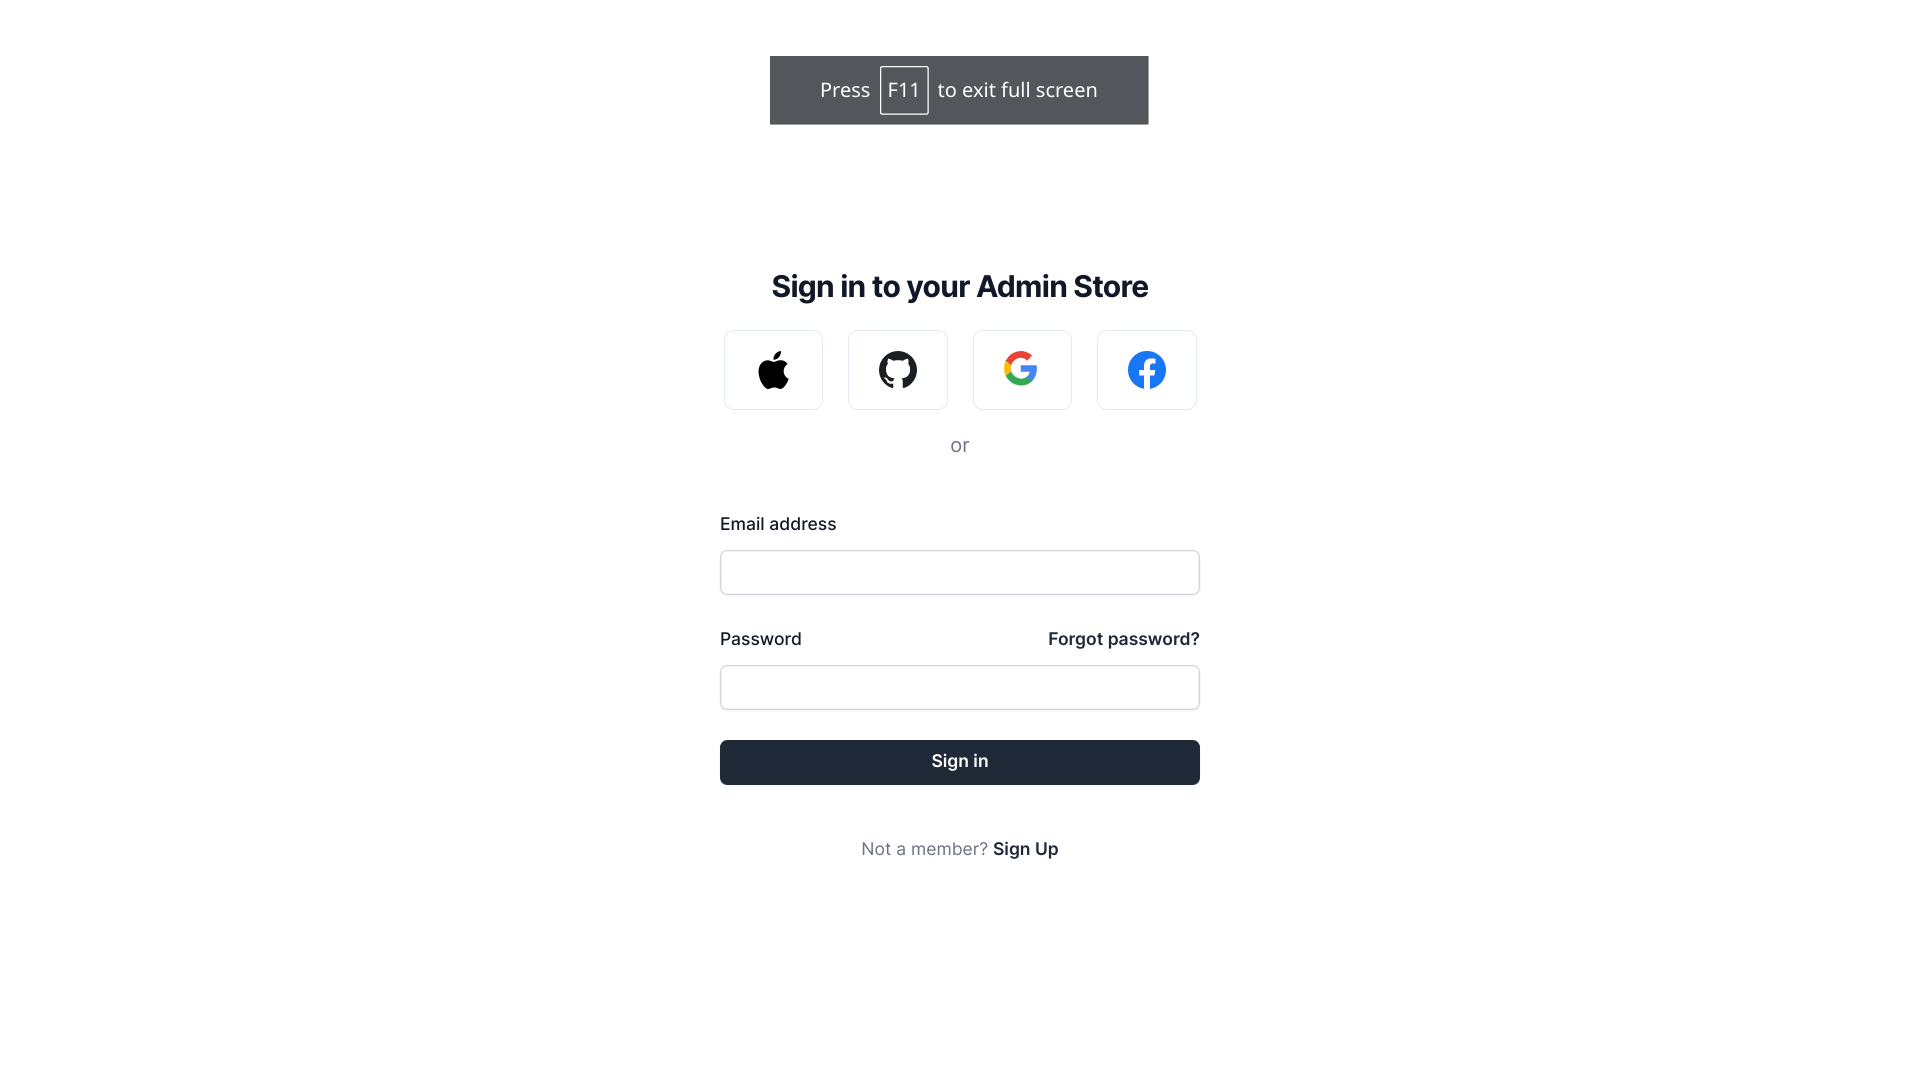 Press F11 to exit full screen
Sign in to your Admin Store
or
Email address
Password Forgot password?
Sign in
Not a member? Sign Up